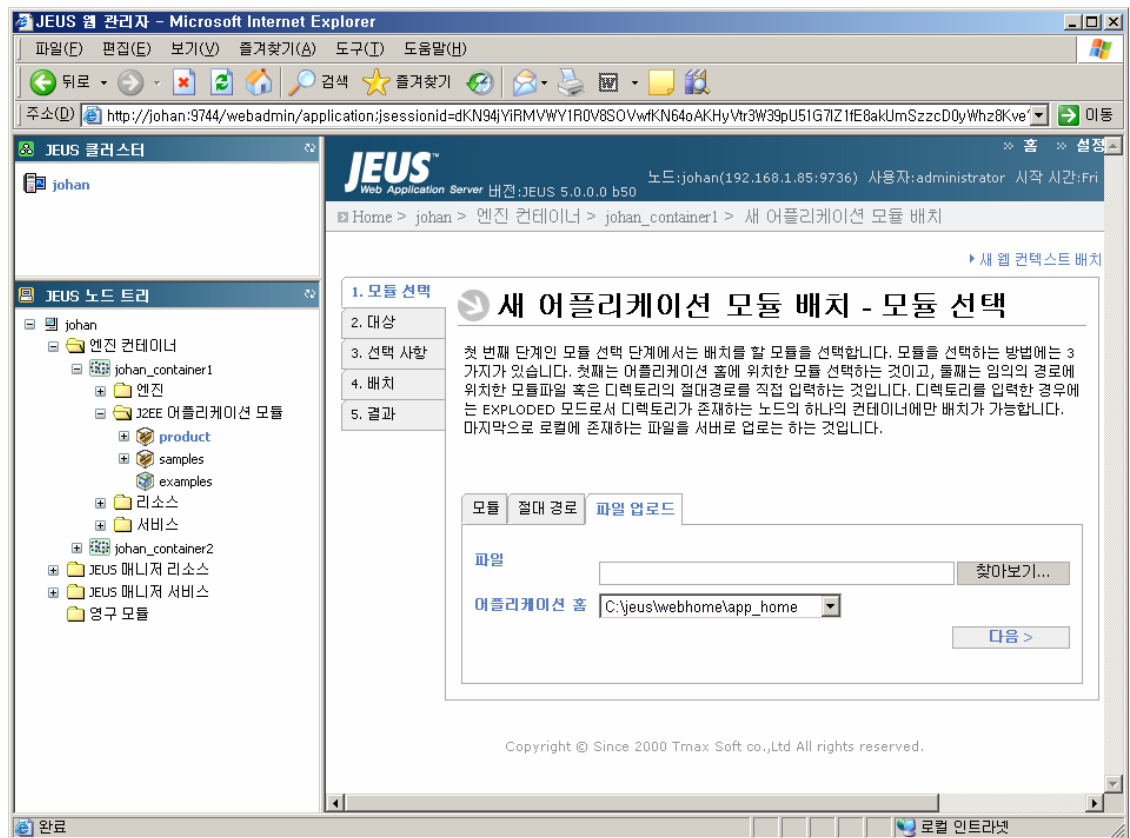 JEUS 웹 관리자 - Microsoft Internet Explorer
파일(F) 편집(E) 보기(V) 즐겨찾기(A) 도구(T) 도움말(H)
뒤로 검색 즐겨찾기
주소(D) http://johan:9744/webadmin/application;jsessionid= 이동
JEUS 클러스터
johan
JEUS 노드 트리
johan
엔진 컨테이너
johan_container1
엔진
J2EE 어플리케이션 모듈
product
samples
examples
리소스
서비스
johan_container2
JEUS 매니저 리소스
JEUS 매니저 서비스
영구 모듈
» 홈 » 설정
JEUS™
Web Application Server 버전:JEUS 5.0.0.0 b50 노드:johan(192.168.1.85:9736) 사용자:administrator 시작 시간:Fri
Home > johan > 엔진 컨테이너 > johan_container1 > 새 어플리케이션 모듈 배치
새 웹 컨텍스트 배치
1. 모듈 선택
2. 대상
3. 선택 사항
4. 배치
5. 결과
새 어플리케이션 모듈 배치 - 모듈 선택
첫 번째 단계인 모듈 선택 단계에서는 배치를 할 모듈을 선택합니다. 모듈을 선택하는 방법에는 3
가지가 있습니다. 첫째는 어플리케이션 홈에 위치한 모듈 선택하는 것이고, 둘째는 임의의 경로에
위치한 모듈파일 혹은 디렉토리의 절대경로를 직접 입력하는 것입니다. 디렉토리를 입력한 경우에
는 EXPLODED 모드로서 디렉토리가 존재하는 노드의 하나의 컨테이너에만 배치가 가능합니다.
마지막으로 로컬에 존재하는 파일을 서버로 업로는 하는 것입니다.
모듈 절대 경로 파일 업로드
파일 찾아보기...
어플리케이션 홈 C:\jeus\webhome\app_home
다음 >
Copyright © Since 2000 Tmax Soft co.,Ltd All rights reserved.
완료 로컬 인트라넷